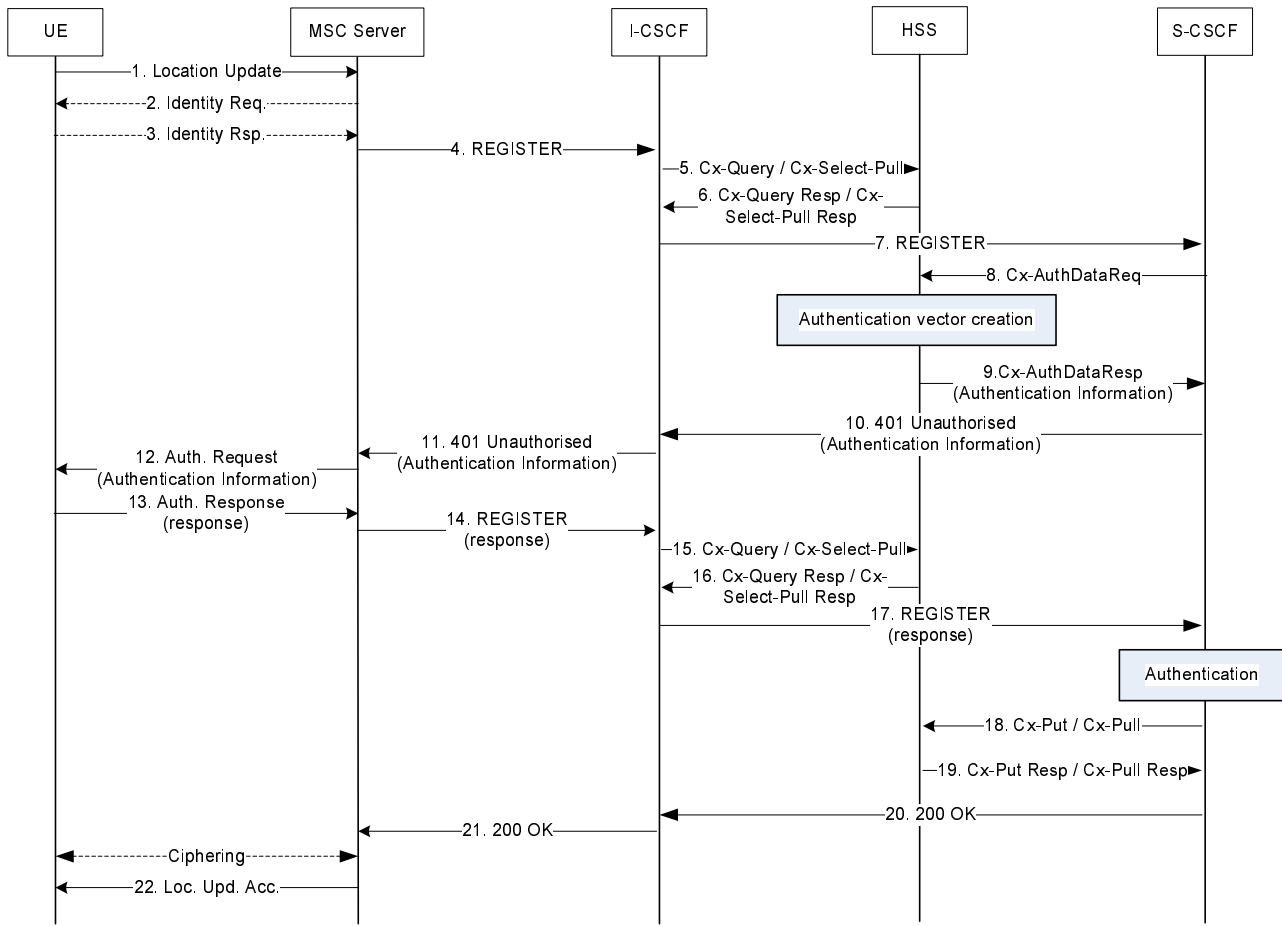 UE
MSC Server
I-CSCF
HSS
S-CSCF
1. Location Update
2. Identity Req.
3. Identity Rsp.
4. REGISTER
5. Cx-Query / Cx-Select-Pull
6. Cx-Query Resp / Cx-
Select-Pull Resp
7. REGISTER
8. Cx-AuthDataReq
Authentication vector creation
9.Cx-AuthDataResp
(Authentication Information)
10. 401 Unauthorised
(Authentication Information)
11. 401 Unauthorised
(Authentication Information)
12. Auth. Request
(Authentication Information)
13. Auth. Response
(response)
14. REGISTER
(response)
15. Cx-Query / Cx-Select-Pull
16. Cx-Query Resp / Cx-
Select-Pull Resp
17. REGISTER
(response)
Authentication
18. Cx-Put / Cx-Pull
19. Cx-Put Resp / Cx-Pull Resp
20. 200 OK
21. 200 OK
Ciphering
22. Loc. Upd. Acc.